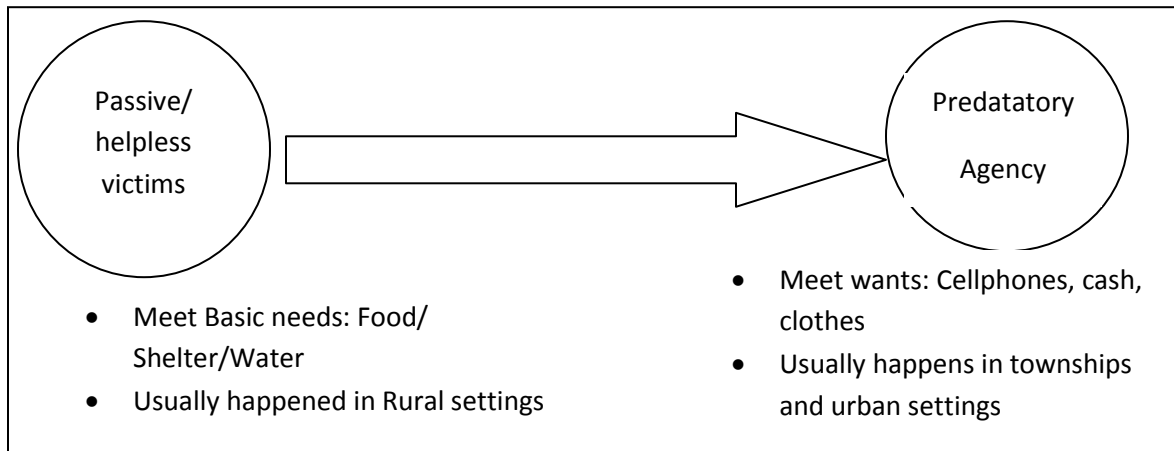 Passive/
helpless
victims
Predatatory
Agency
• Meet Basic needs: Food/
Shelter/Water
• Usually happened in Rural settings
• Meet wants: Cellphones, cash,
clothes
• Usually happens in townships
and urban settings